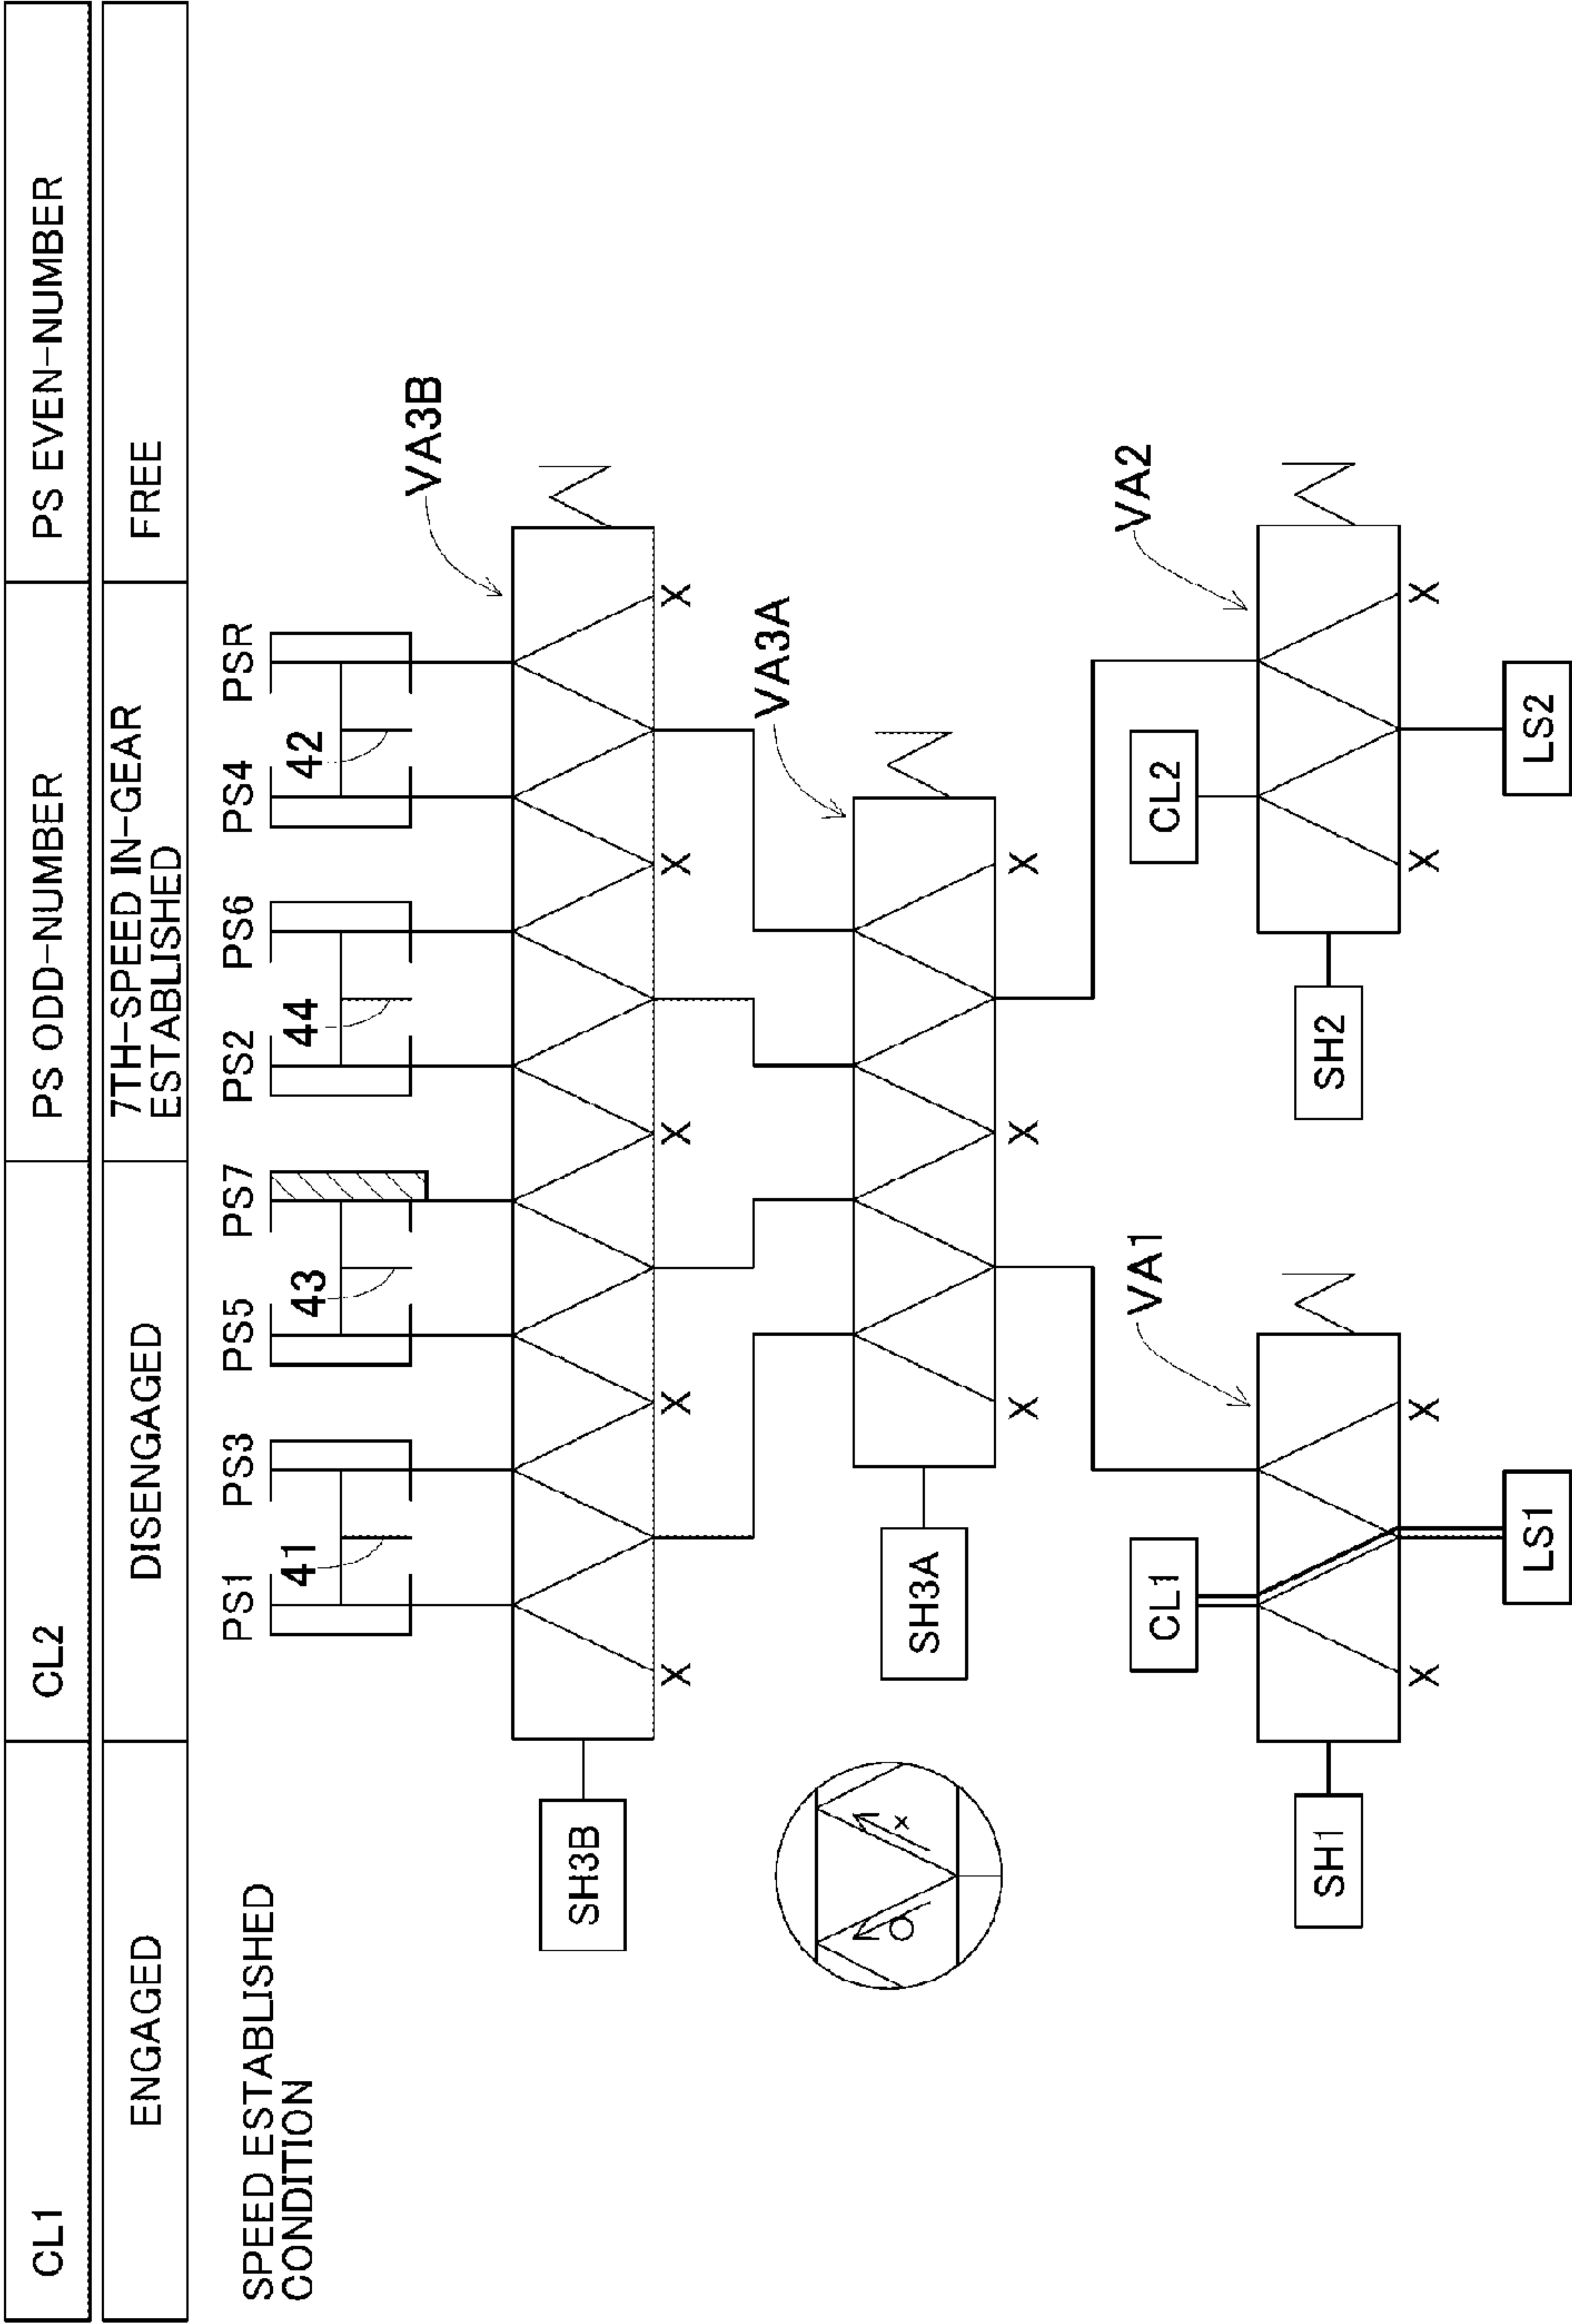 CL1 CL2 PS ODD-NUMBER PS EVEN-NUMBER
ENGAGED DISENGAGED 7TH-SPEED IN-GEAR ESTABLISHED FREE
SPEED ESTABLISHED
CONDITION
PS1 PS3 PS5 PS7 PS2 PS6 PS4 PSR
41 43 44 42
VA3B
SH3B
X X X X X
VA3A
O x
SH3A
X X X
VA1 VA2
CL1 CL2
SH1 SH2
X X X X
LS1 LS2